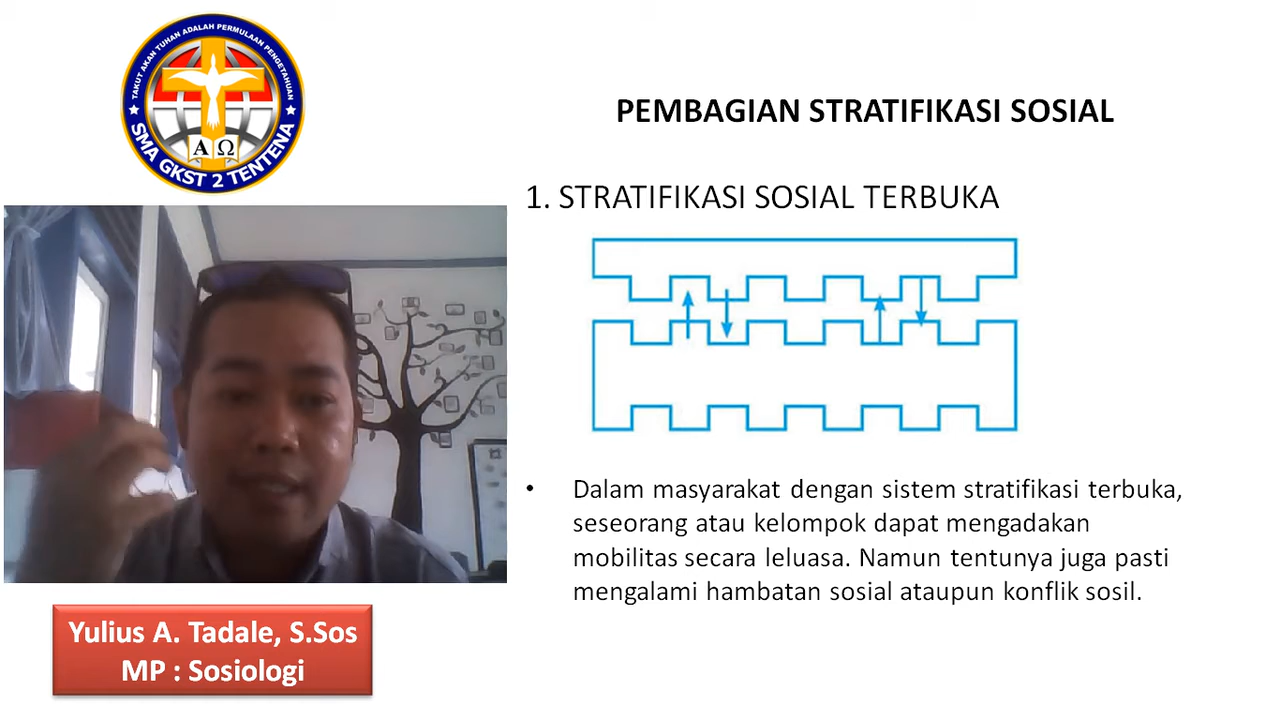 TAKUT AKAN TUHAN ADALAH PERMULAAN PENGETAHUAN
Α Ω
SMA GKST 2 TENTENA
PEMBAGIAN STRATIFIKASI SOSIAL
1. STRATIFIKASI SOSIAL TERBUKA
• Dalam masyarakat dengan sistem stratifikasi terbuka,
seseorang atau kelompok dapat mengadakan
mobilitas secara leluasa. Namun tentunya juga pasti
mengalami hambatan sosial ataupun konflik sosil.
Yulius A. Tadale, S.Sos
MP : Sosiologi